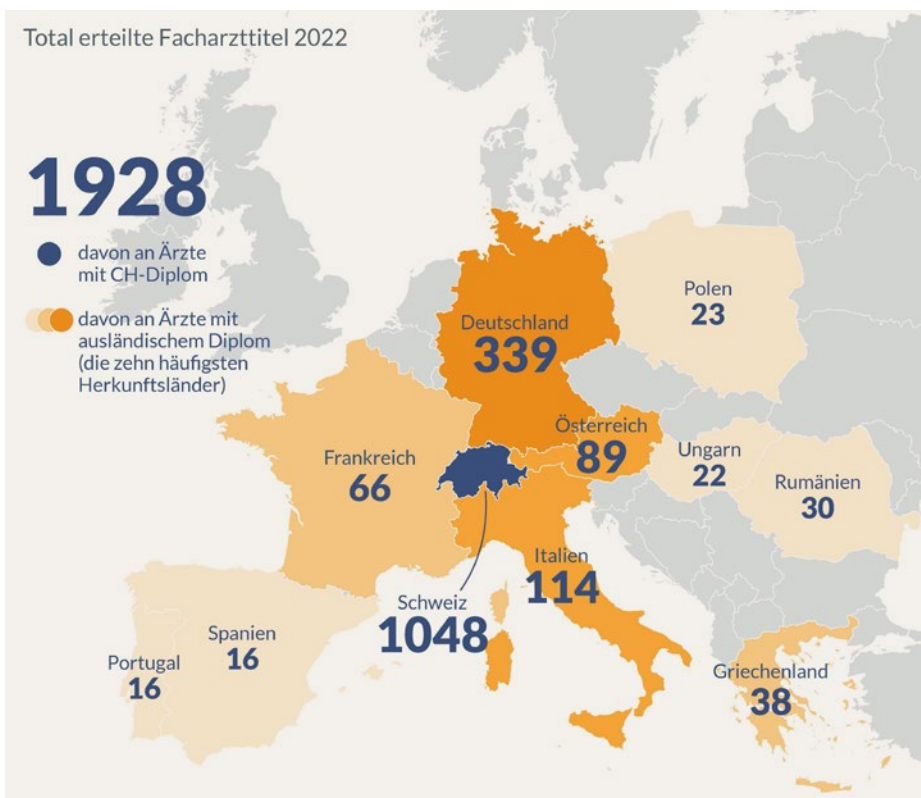 Total erteilte Facharzttitel 2022
1928
davon an Ärzte
mit CH-Diplom
davon an Ärzte mit
ausländischem Diplom
(die zehn häufigsten
Herkunftsländer)
Polen
23
Deutschland
339
Österreich
89
Ungarn
22
Rumänien
30
Frankreich
66
Italien
114
Schweiz
1048
Spanien
16
Portugal
16
Griechenland
38